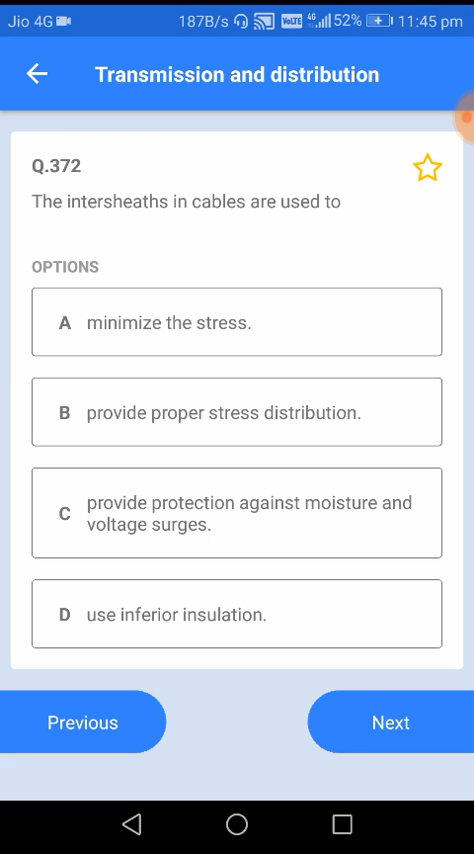 Jio 4G 187B/s VoLTE 4G 52% 11:45 pm
Transmission and distribution
Q.372
The intersheaths in cables are used to
OPTIONS
A minimize the stress.
B provide proper stress distribution.
C provide protection against moisture and
voltage surges.
D use inferior insulation.
Previous Next